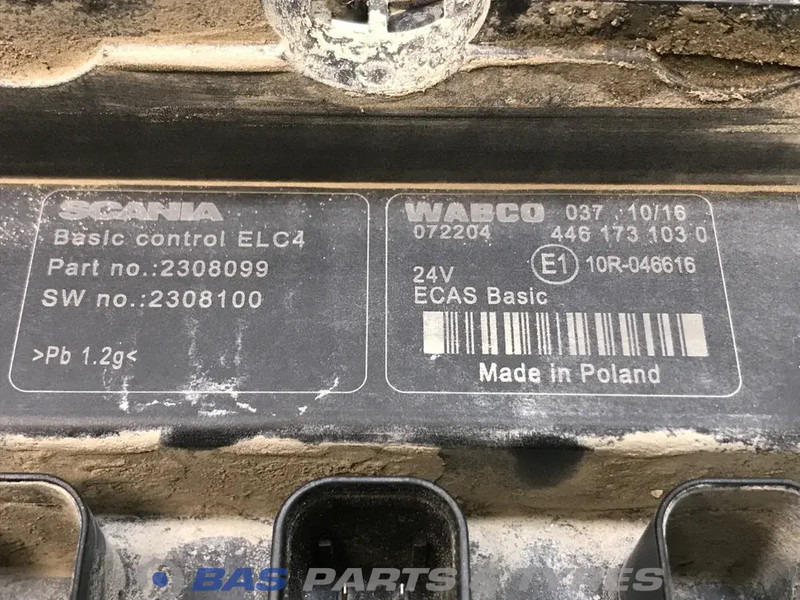 SCANIA
Basic control ELC4
Part no.:2308099
SW no.:2308100
>Pb 1.2g<
WABCO 037 10/16
072204 446 173 103 0
24V E1 10R-046616
ECAS Basic
Made in Poland
BAS PARTS & TYRES